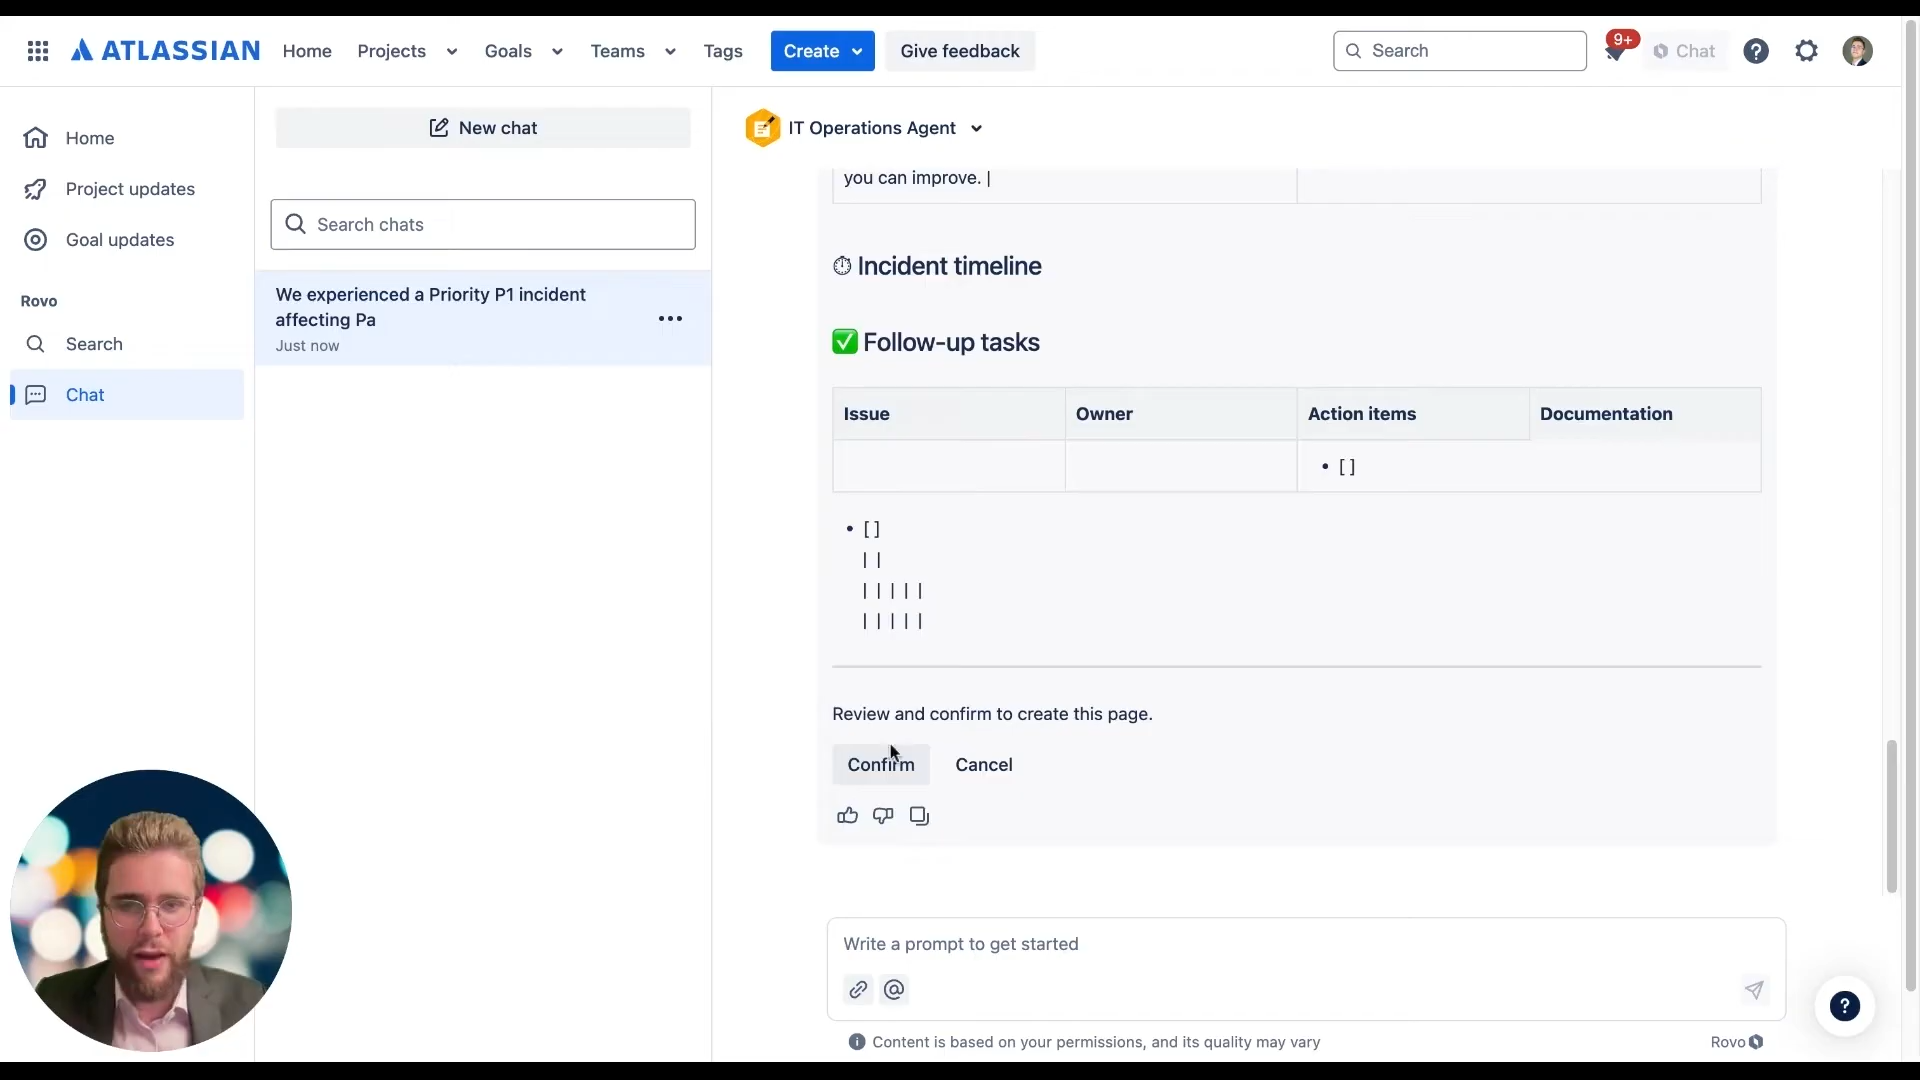 ATLASSIAN Home Projects Goals Teams Tags Create Give feedback Search 9+ Chat
Home
Project updates
Goal updates
Rovo
Search
Chat
New chat
Search chats
We experienced a Priority P1 incident
affecting Pa
Just now
IT Operations Agent
you can improve. |
⏱ Incident timeline
✅ Follow-up tasks
Issue Owner Action items Documentation
• [ ]
• [ ]
| |
| | | | |
| | | | |
Review and confirm to create this page.
Confirm Cancel
Write a prompt to get started
Content is based on your permissions, and its quality may vary
Rovo